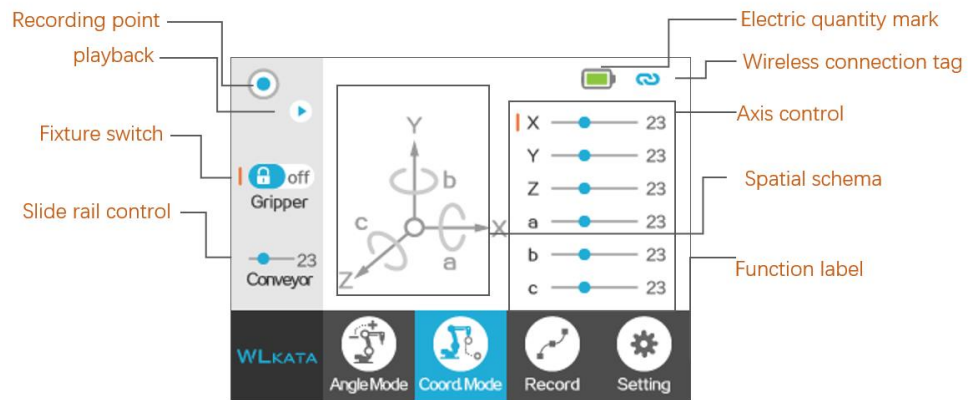 Recording point
playback
Fixture switch
Slide rail control
Electric quantity mark
Wireless connection tag
Axis control
Spatial schema
Function label
off
Gripper
23
Conveyor
Y
b
c
X
a
Z
X 23
Y 23
Z 23
a 23
b 23
c 23
WLKATA
Angle Mode
Coord.Mode
Record
Setting